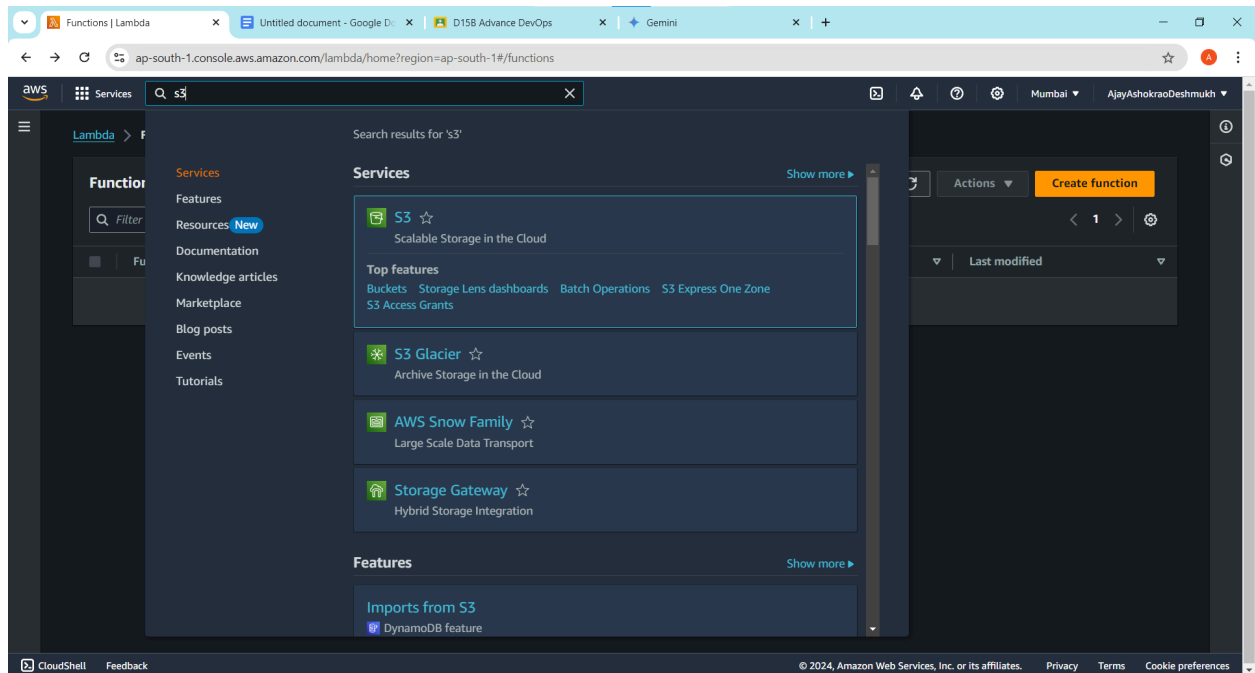 Functions | Lambda
Untitled document - Google Do
D15B Advance DevOps
Gemini
ap-south-1.console.aws.amazon.com/lambda/home?region=ap-south-1#/functions
A
aws
Services
s3
Mumbai
AjayAshokraoDeshmukh
Lambda
F
Search results for 's3'
Function
Actions
Create function
Filter
1
Fu
Last modified
Services
Features
Resources New
Documentation
Knowledge articles
Marketplace
Blog posts
Events
Tutorials
Services
Show more
S3
Scalable Storage in the Cloud
Top features
Buckets Storage Lens dashboards Batch Operations S3 Express One Zone
S3 Access Grants
S3 Glacier
Archive Storage in the Cloud
AWS Snow Family
Large Scale Data Transport
Storage Gateway
Hybrid Storage Integration
Features
Show more
Imports from S3
DynamoDB feature
CloudShell Feedback
© 2024, Amazon Web Services, Inc. or its affiliates. Privacy Terms Cookie preferences